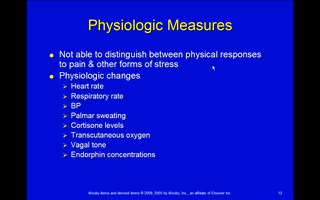 Physiologic Measures
Not able to distinguish between physical responses
to pain & other forms of stress
Physiologic changes
Heart rate
Respiratory rate
BP
Palmar sweating
Cortisone levels
Transcutaneous oxygen
Vagal tone
Endorphin concentrations
Mosby items and derived items © 2009, 2005 by Mosby, Inc., an affiliate of Elsevier Inc.
12